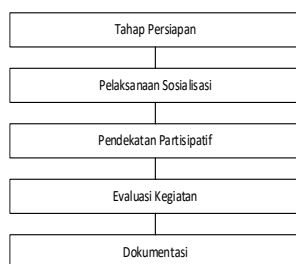 Tahap Persiapan
Pelaksanaan Sosialisasi
Pendekatan Partisipatif
Evaluasi Kegiatan
Dokumentasi